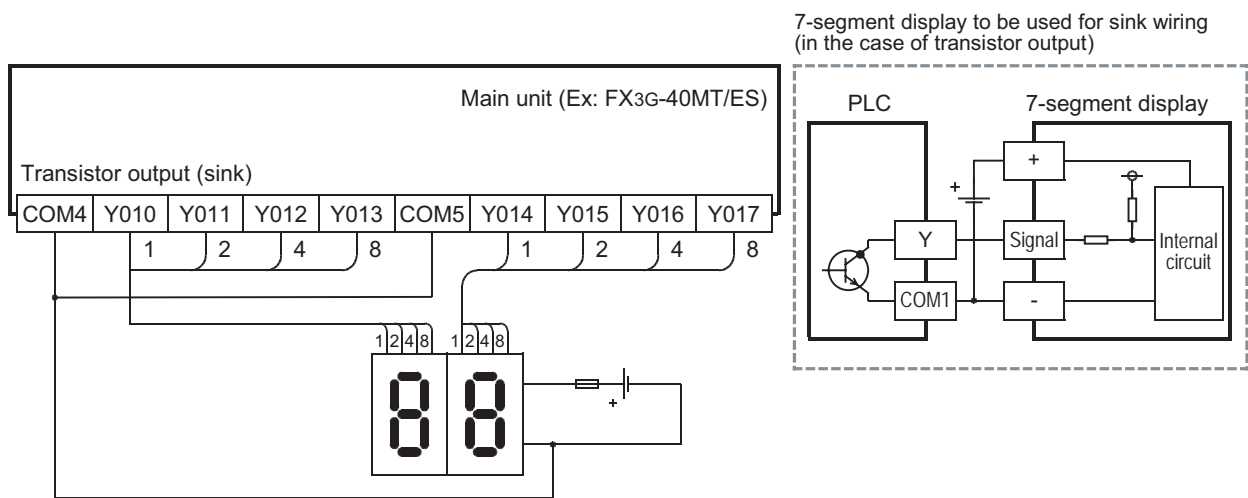 7-segment display to be used for sink wiring
(in the case of transistor output)
Main unit (Ex: FX3G-40MT/ES)
PLC
7-segment display
Transistor output (sink)
COM4 Y010 Y011 Y012 Y013 COM5 Y014 Y015 Y016 Y017
1 2 4 8 1 2 4 8
+
+
Y
Signal
Internal
circuit
COM1
-
1 2 4 8 1 2 4 8
8 8
+